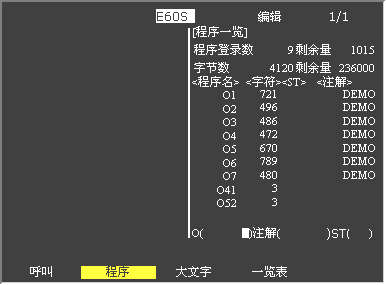 E60S 编辑 1/1
[程序一览]
程序登录数 9 剩余量 1015
字节数 4120 剩余量 236000
<程序名> <字符><ST> <注解>
O1 721 DEMO
O2 496 DEMO
O3 486 DEMO
O4 472 DEMO
O5 670 DEMO
O6 789 DEMO
O7 480 DEMO
O41 3
O52 3
O( )注解( )ST( )
呼叫 程序 大文字 一览表